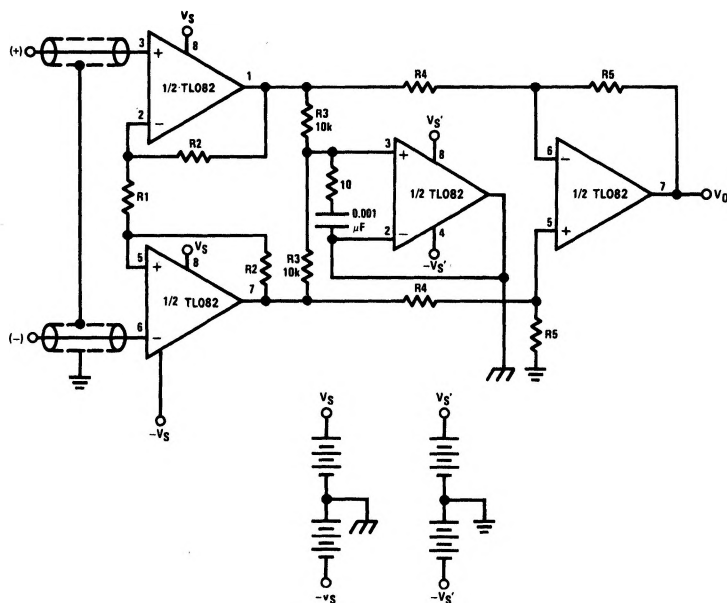 VS
(+)
3
+
8
1/2 TL082
1
2
−
R2
R1
R3
10k
R4
R5
VS'
8
3
+
10
0.001
μF
1/2 TL082
2
−
4
−VS'
6
−
1/2 TL082
7
VO
5
+
VS
8
5
+
1/2 TL082
7
R2
R3
10k
R4
R5
(−)
6
−
−VS
VS
VS'
−VS
−VS'